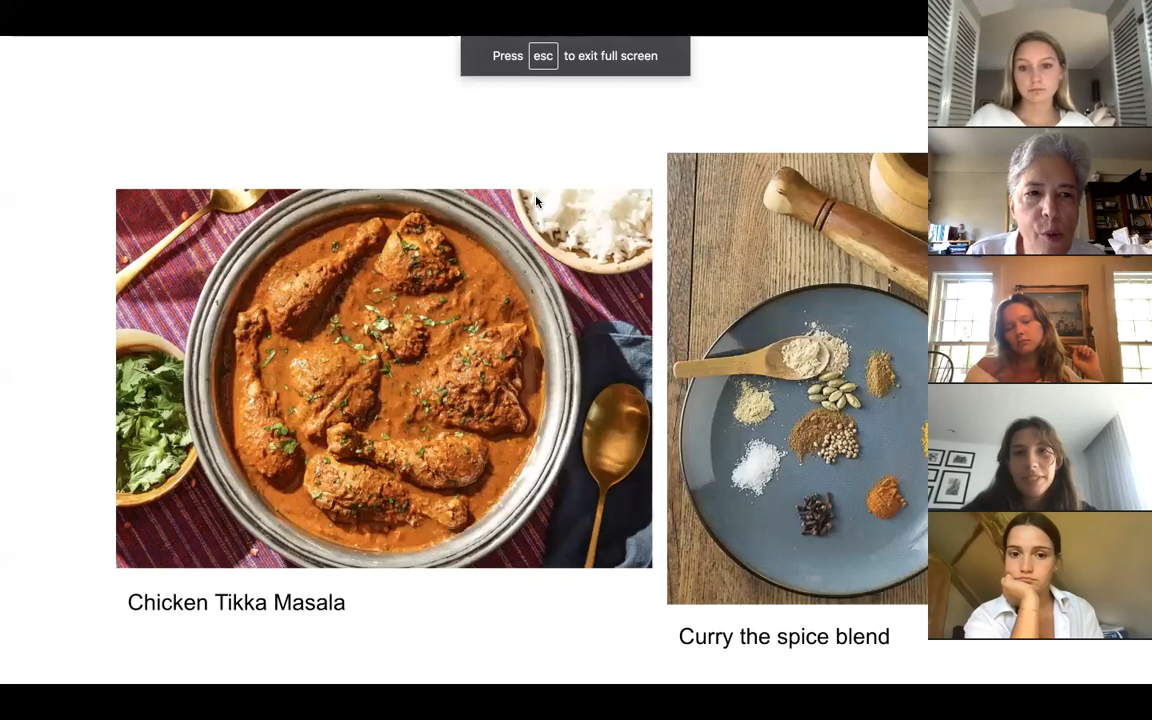 Press esc to exit full screen
Chicken Tikka Masala
Curry the spice blend